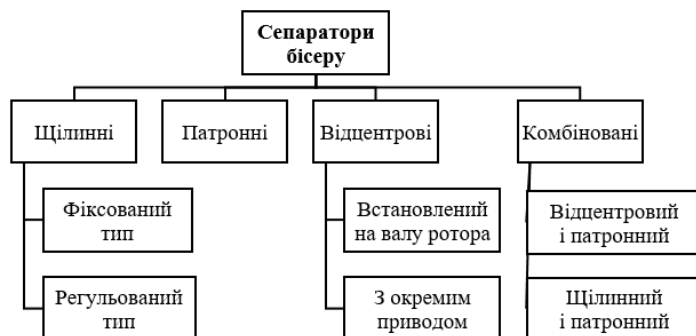 Сепаратори
бісеру
Щілинні
Патронні
Відцентрові
Комбіновані
Фіксований
тип
Встановлений
на валу ротора
Відцентровий
і патронний
Регульований
тип
З окремим
приводом
Щілинний
і патронний